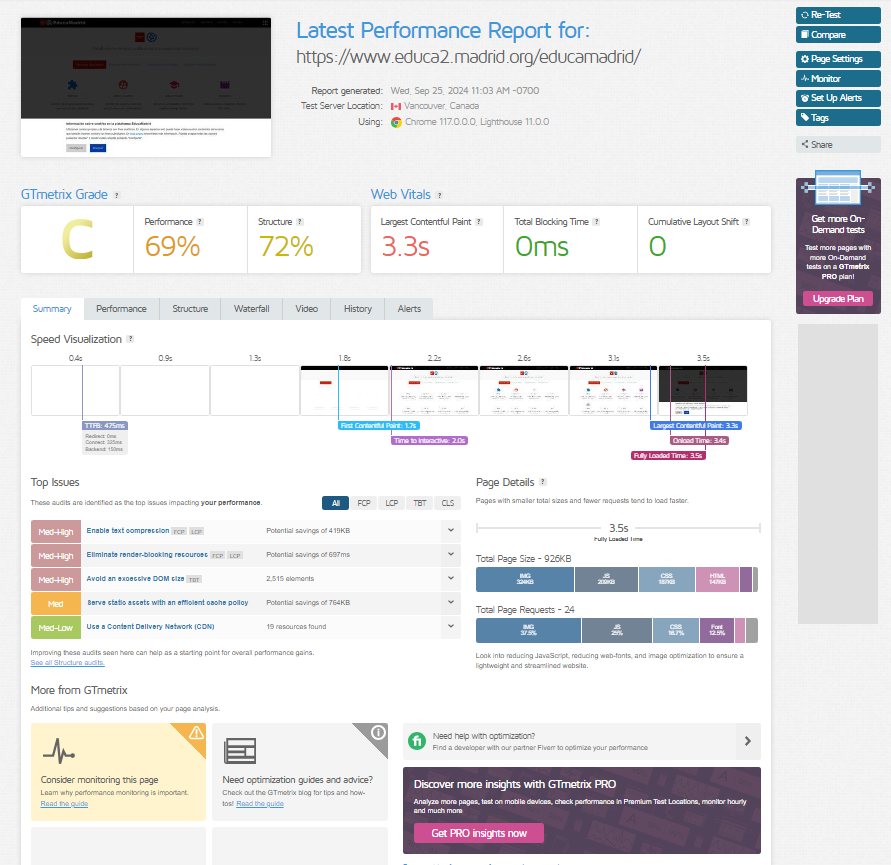 Latest Performance Report for:
https://www.educa2.madrid.org/educamadrid/
Report generated: Wed, Sep 25, 2024 11:03 AM -0700
Test Server Location: Vancouver, Canada
Using: Chrome 117.0.0.0, Lighthouse 11.0.0
Re-Test
Compare
Page Settings
Monitor
Set Up Alerts
Tags
Share
Get more On-
Demand tests
Test more pages with
more On-Demand
tests on a GTmetrix
PRO plan!
Upgrade Plan
GTmetrix Grade ?
C
Performance ?
69%
Structure ?
72%
Web Vitals ?
Largest Contentful Paint ?
3.3s
Total Blocking Time ?
0ms
Cumulative Layout Shift ?
0
Summary Performance Structure Waterfall Video History Alerts
Speed Visualization ?
0.4s 0.9s 1.3s 1.8s 2.2s 2.6s 3.1s 3.5s
TTFB: 475ms
Redirect: 0ms
Connect: 325ms
Backend: 150ms
First Contentful Paint: 1.7s
Time to Interactive: 2.0s
Largest Contentful Paint: 3.3s
Onload Time: 3.4s
Fully Loaded Time: 3.5s
Top Issues
These audits are identified as the top issues impacting your performance.
All FCP LCP TBT CLS
Med-High Enable text compression FCP LCP Potential savings of 419KB
Med-High Eliminate render-blocking resources FCP LCP Potential savings of 697ms
Med-High Avoid an excessive DOM size TBT 2,515 elements
Med Serve static assets with an efficient cache policy Potential savings of 764KB
Med-Low Use a Content Delivery Network (CDN) 19 resources found
Improving these audits seen here can help as a starting point for overall performance gains.
See all Structure audits.
Page Details ?
Pages with smaller total sizes and fewer requests tend to load faster.
3.5s
Fully Loaded Time
Total Page Size - 926KB
IMG JS CSS HTML
324KB 209KB 187KB 147KB
Total Page Requests - 24
IMG JS CSS Font
37.5% 25% 16.7% 12.5%
Look into reducing JavaScript, reducing web-fonts, and image optimization to ensure a
lightweight and streamlined website.
More from GTmetrix
Additional tips and suggestions based on your page analysis.
Consider monitoring this page
Learn why performance monitoring is important.
Read the guide
Need optimization guides and advice?
Check out the GTmetrix blog for tips and how-
tos! Read the guide
Need help with optimization?
Find a developer with our partner Fiverr to optimize your performance
Discover more insights with GTmetrix PRO
Analyze more pages, test on mobile devices, check performance in Premium Test Locations, monitor hourly
and much more
Get PRO insights now